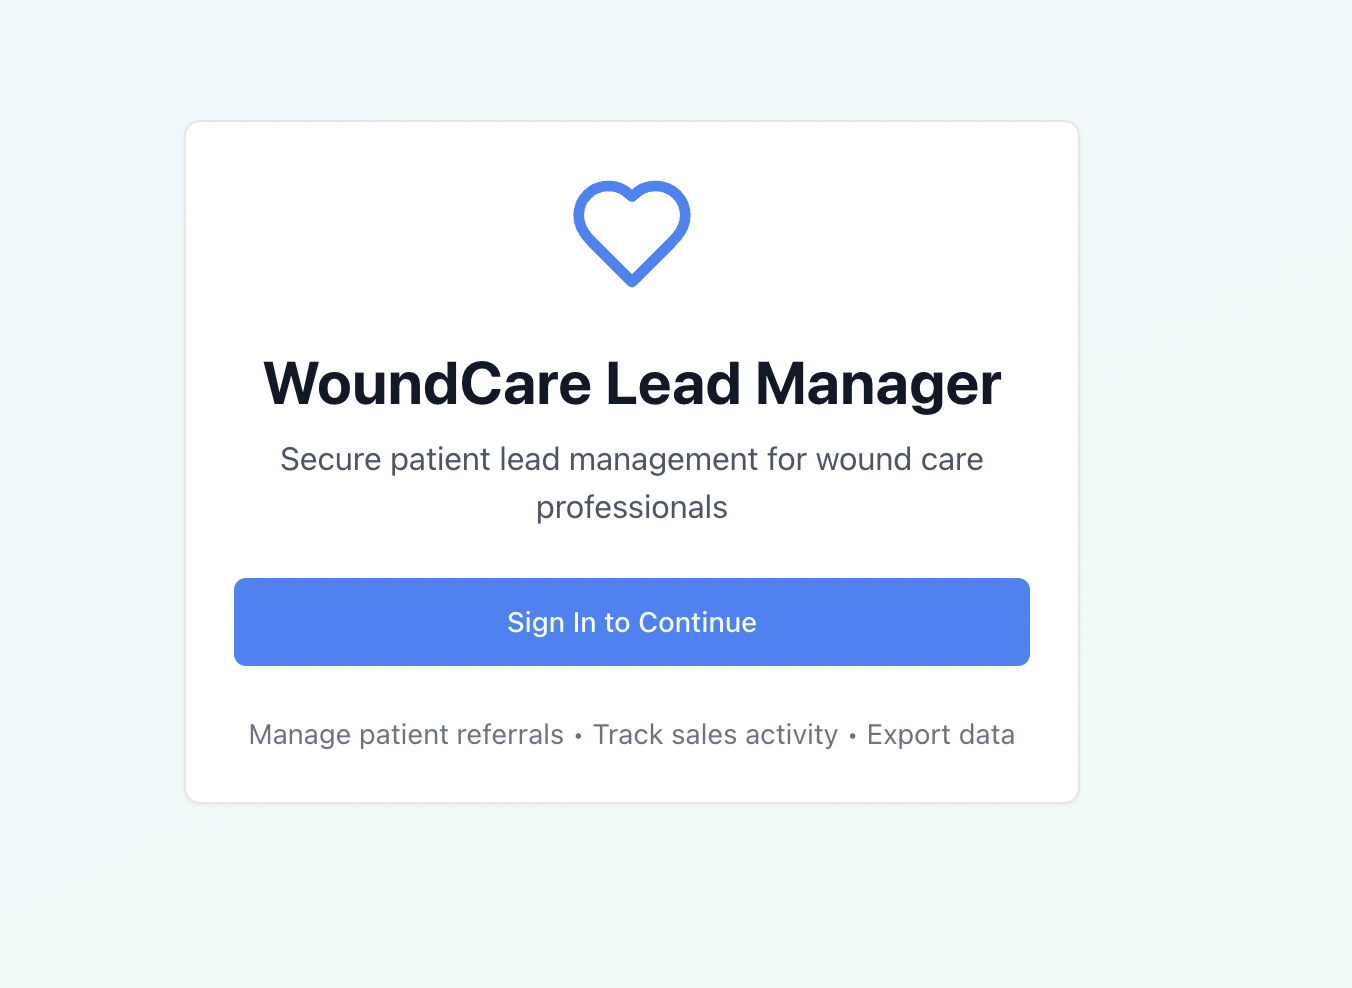 WoundCare Lead Manager
Secure patient lead management for wound care
professionals
Sign In to Continue
Manage patient referrals • Track sales activity • Export data